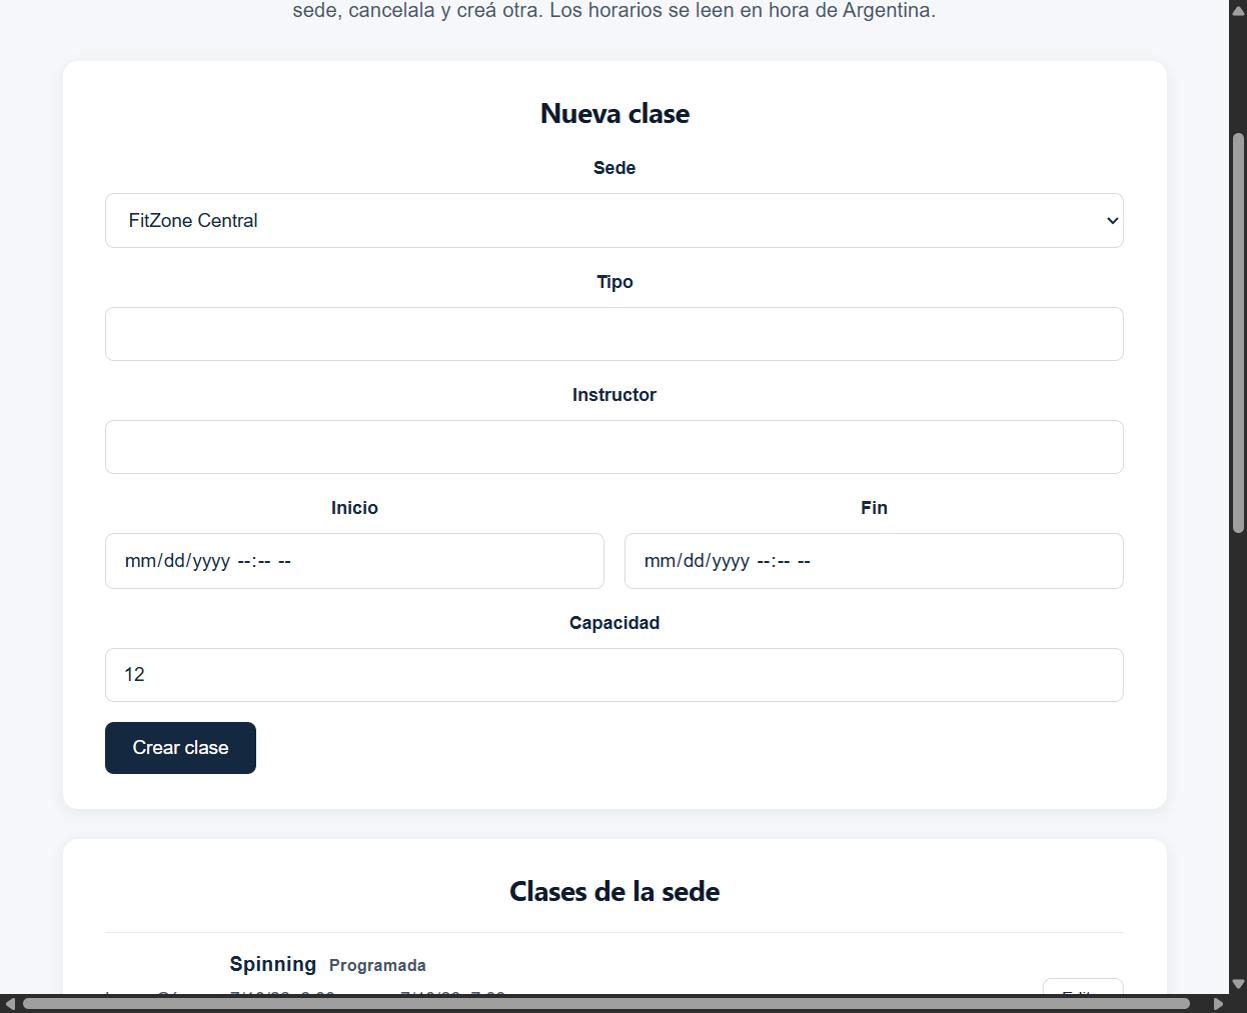 sede, cancelala y creá otra. Los horarios se leen en hora de Argentina.
Nueva clase
Sede
FitZone Central
Tipo
Instructor
Inicio
Fin
mm/dd/yyyy --:-- --
mm/dd/yyyy --:-- --
Capacidad
12
Crear clase
Clases de la sede
Spinning Programada